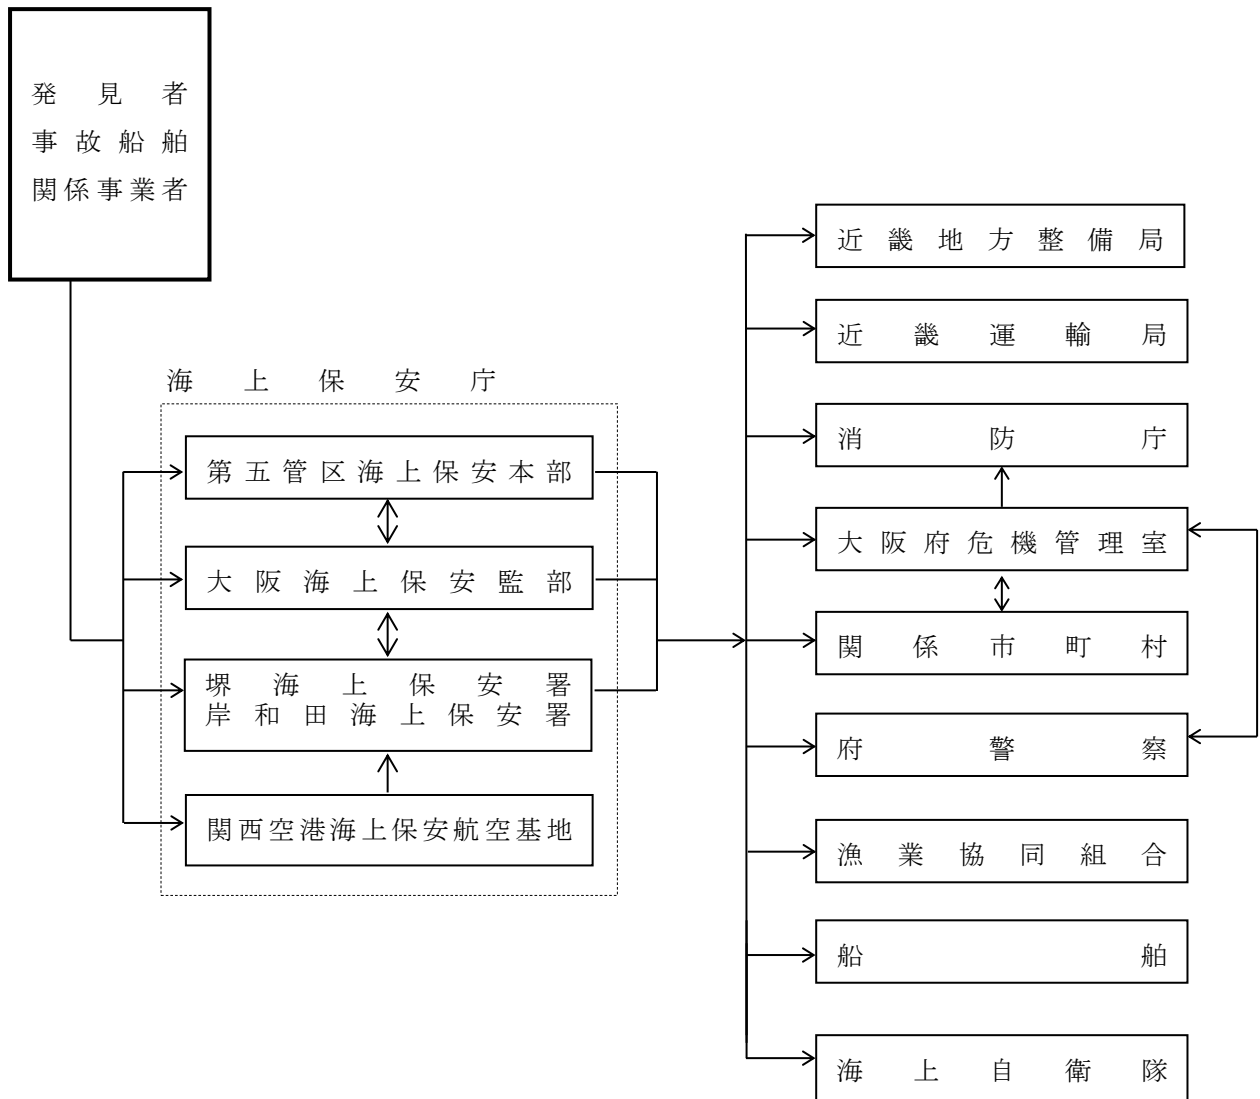 発見者
事故船舶
関係事業者
海上保安庁
第五管区海上保安本部
大阪海上保安監部
堺海上保安署
岸和田海上保安署
関西空港海上保安航空基地
近畿地方整備局
近畿運輸局
消防庁
大阪府危機管理室
関係市町村
府警察
漁業協同組合
船舶
海上自衛隊